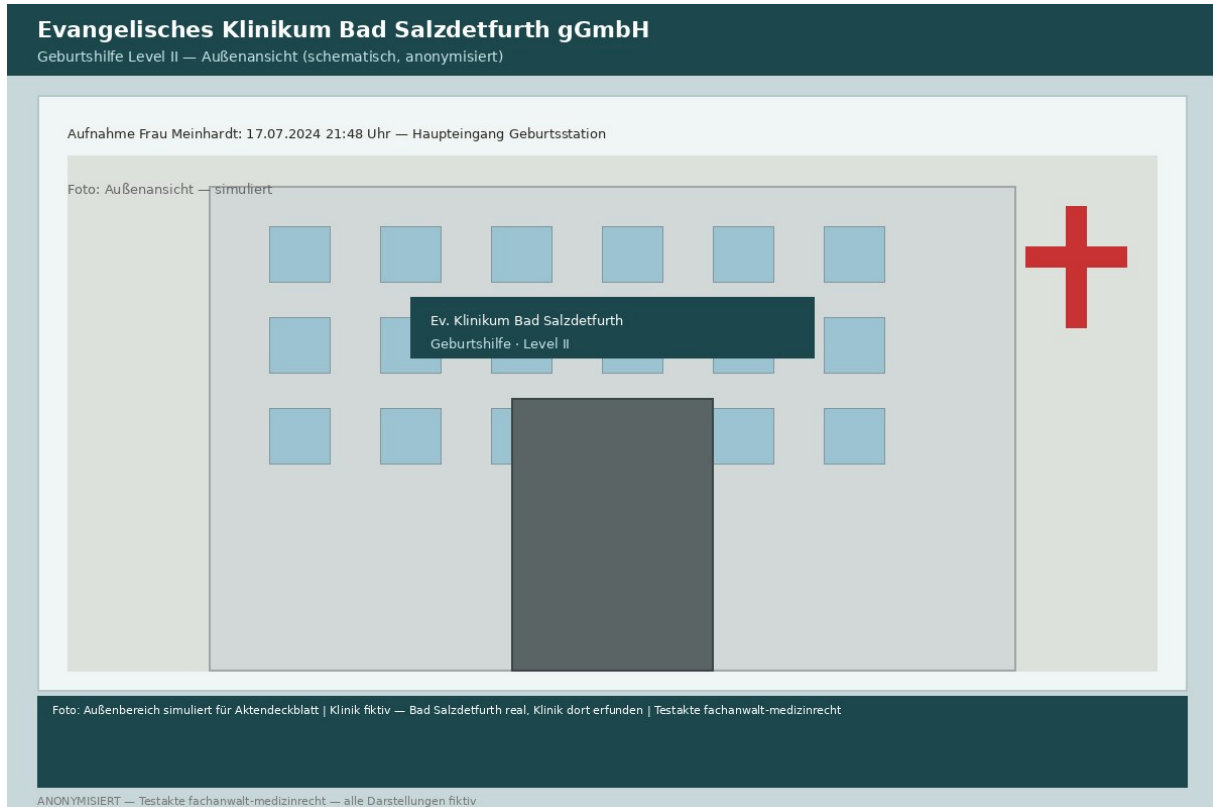 Evangelisches Klinikum Bad Salzdetfurth gGmbH
Geburtshilfe Level II — Außenansicht (schematisch, anonymisiert)
Aufnahme Frau Meinhardt: 17.07.2024 21:48 Uhr — Haupteingang Geburtsstation
Foto: Außenansicht — simuliert
Ev. Klinikum Bad Salzdetfurth
Geburtshilfe · Level II
Foto: Außenbereich simuliert für Aktendeckblatt | Klinik fiktiv — Bad Salzdetfurth real, Klinik dort erfunden | Testakte fachanwalt-medizinrecht
ANONYMISIERT — Testakte fachanwalt-medizinrecht — alle Darstellungen fiktiv